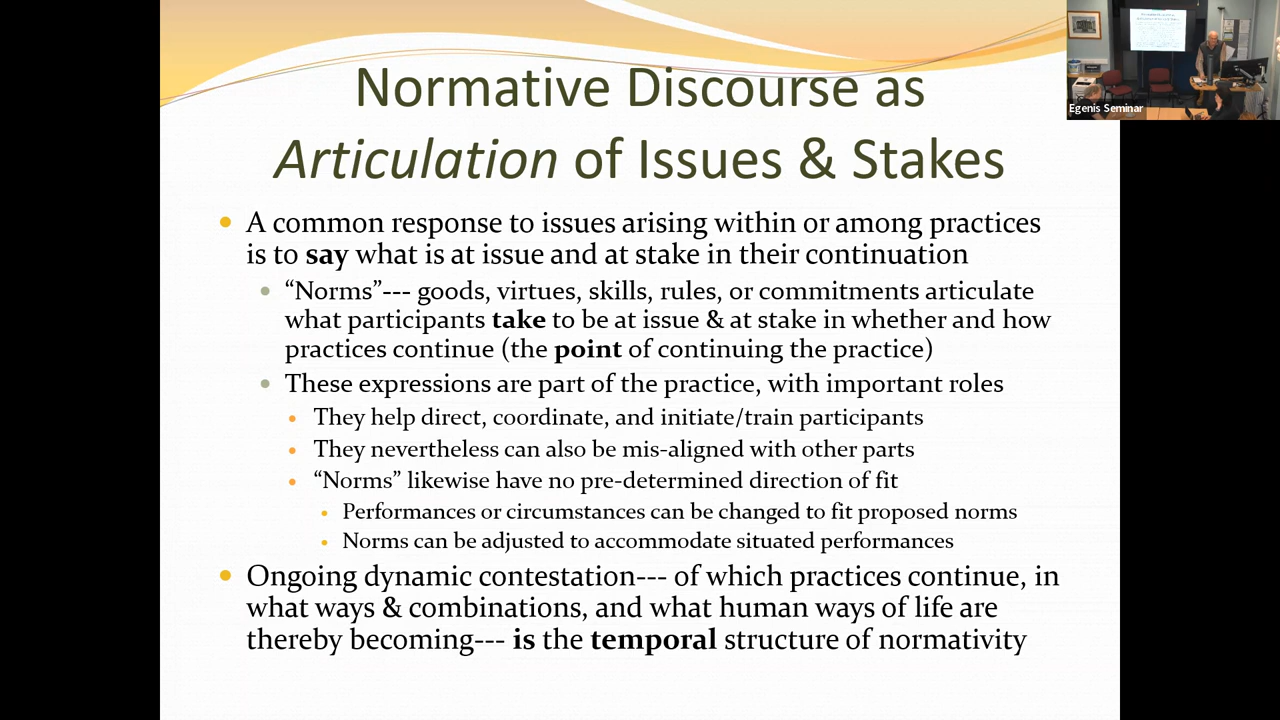 Normative Discourse as
Articulation of Issues & Stakes
Egenis Seminar
A common response to issues arising within or among practices
is to say what is at issue and at stake in their continuation
“Norms”--- goods, virtues, skills, rules, or commitments articulate
what participants take to be at issue & at stake in whether and how
practices continue (the point of continuing the practice)
These expressions are part of the practice, with important roles
They help direct, coordinate, and initiate/train participants
They nevertheless can also be mis-aligned with other parts
“Norms” likewise have no pre-determined direction of fit
Performances or circumstances can be changed to fit proposed norms
Norms can be adjusted to accommodate situated performances
Ongoing dynamic contestation--- of which practices continue, in
what ways & combinations, and what human ways of life are
thereby becoming--- is the temporal structure of normativity